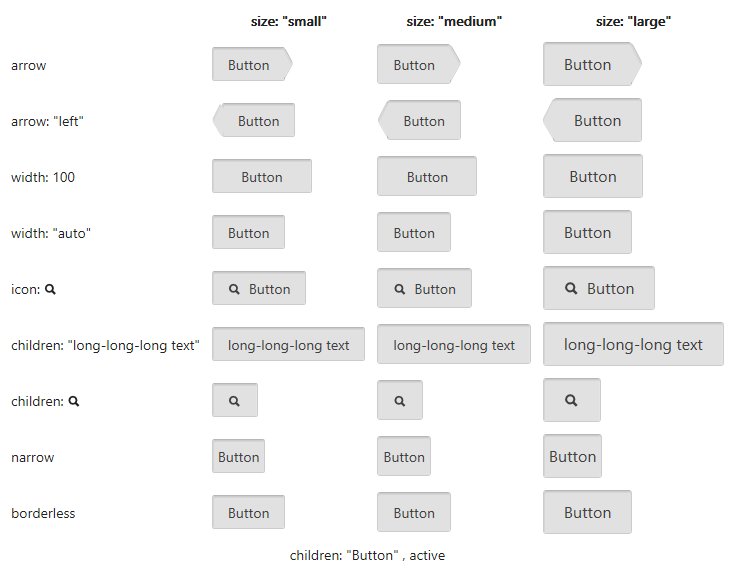 size: "small" size: "medium" size: "large"
arrow Button Button Button
arrow: "left" Button Button Button
width: 100 Button Button Button
width: "auto" Button Button Button
icon: Button Button Button
children: "long-long-long text" long-long-long text long-long-long text long-long-long text
children:
narrow Button Button Button
borderless Button Button Button
children: "Button" , active